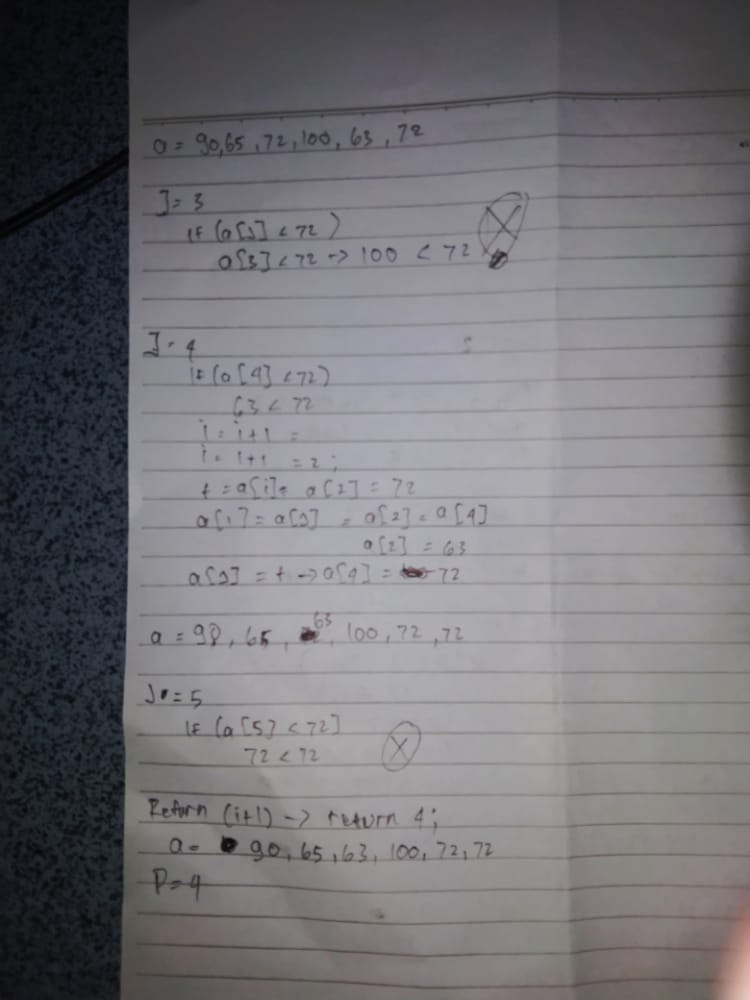 a = 90,65,72,100,63,72
J = 3
if (a[J] < 72)
a[3] < 72 -> 100 < 72
J = 4
if (a[4] < 72)
63 < 72
i = i+1 =
i = 1+1 = 2;
t = a[i] = a[2] = 72
a[i] = a[J] = a[2] = a[4]
a[2] = 63
a[J] = t -> a[4] = 72
a = 90, 65, 63, 100, 72, 72
J = 5
if (a[5] < 72]
72 < 72
Return (i+1) -> return 4;
a = 90, 65, 63, 100, 72, 72
P = 4